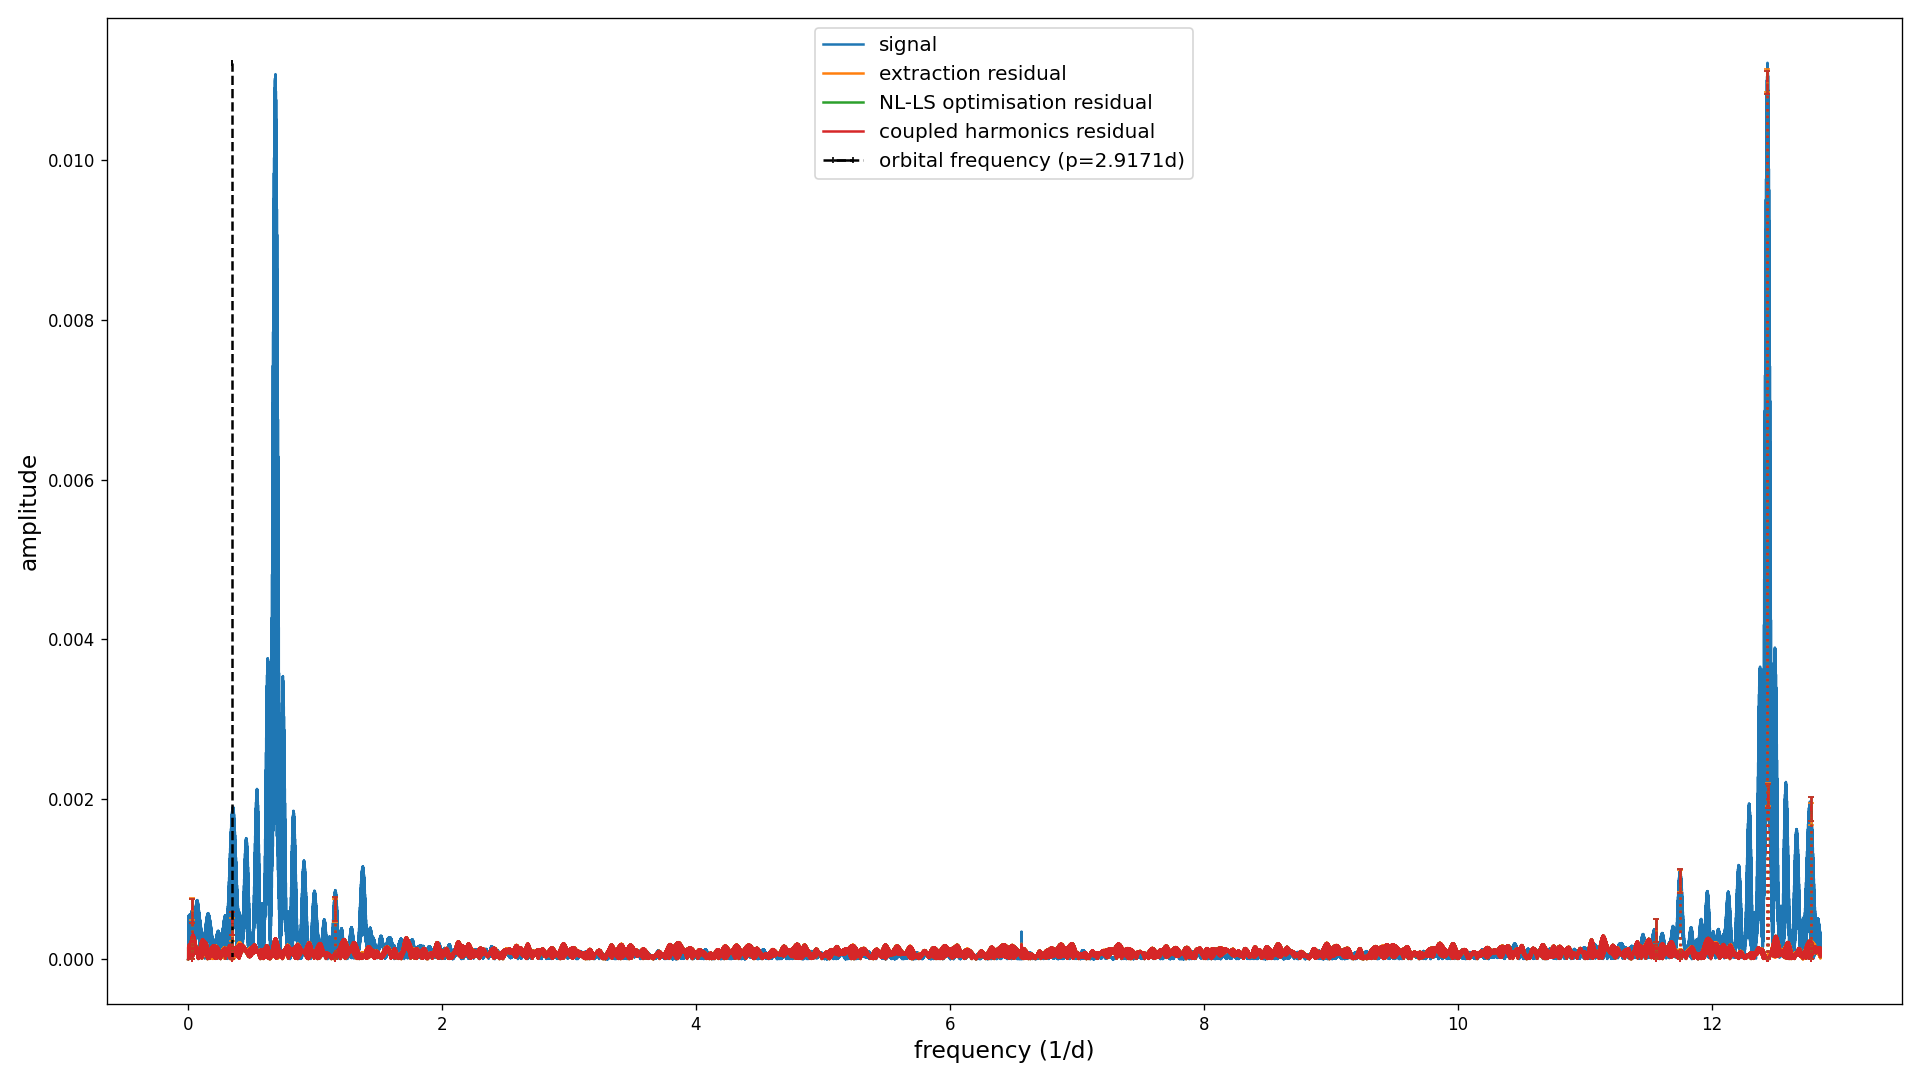 signal
extraction residual
NL-LS optimisation residual
coupled harmonics residual
orbital frequency (p=2.9171d)
amplitude
0.010
0.008
0.006
0.004
0.002
0.000
0 2 4 6 8 10 12
frequency (1/d)